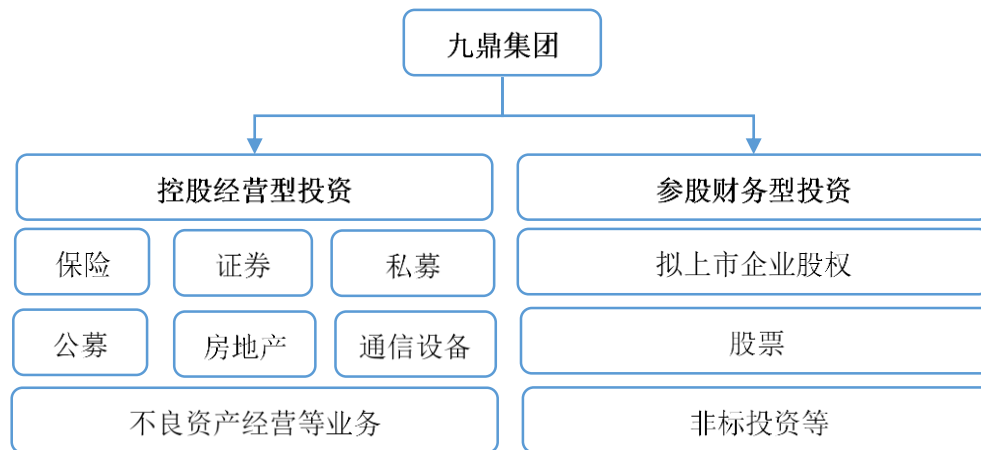 九鼎集团
控股经营型投资
参股财务型投资
保险
证券
私募
拟上市企业股权
公募
房地产
通信设备
股票
不良资产经营等业务
非标投资等